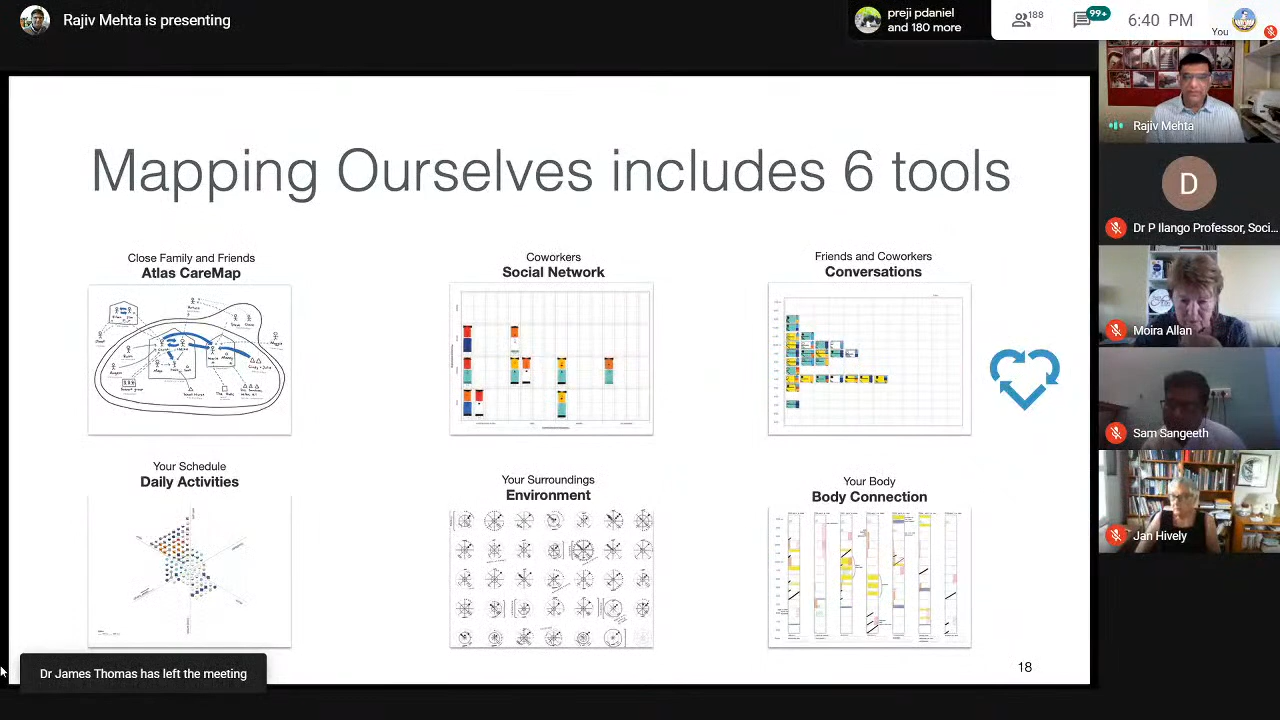 Rajiv Mehta is presenting
preji pdaniel
and 180 more
188
99+
6:40 PM
You
Mapping Ourselves includes 6 tools
Close Family and Friends
Atlas CareMap
Coworkers
Social Network
Friends and Coworkers
Conversations
Your Schedule
Daily Activities
Your Surroundings
Environment
Your Body
Body Connection
18
Dr James Thomas has left the meeting
Rajiv Mehta
D
Dr P Ilango Professor, Soci...
Moira Allan
Sam Sangeeth
Jan Hively